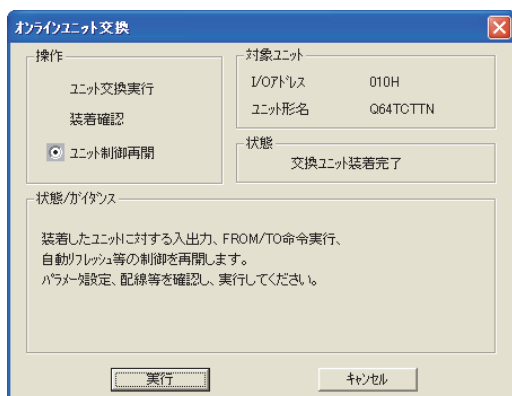 オンラインユニット交換
操作
ユニット交換実行
装着確認
ユニット制御再開
対象ユニット
I/Oアドレス 010H
ユニット形名 Q64TCTTN
状態
交換ユニット装着完了
状態/ガイダンス
装着したユニットに対する入出力、FROM/TO命令実行、
自動リフレッシュ等の制御を再開します。
パラメータ設定、配線等を確認し、実行してください。
実行 キャンセル